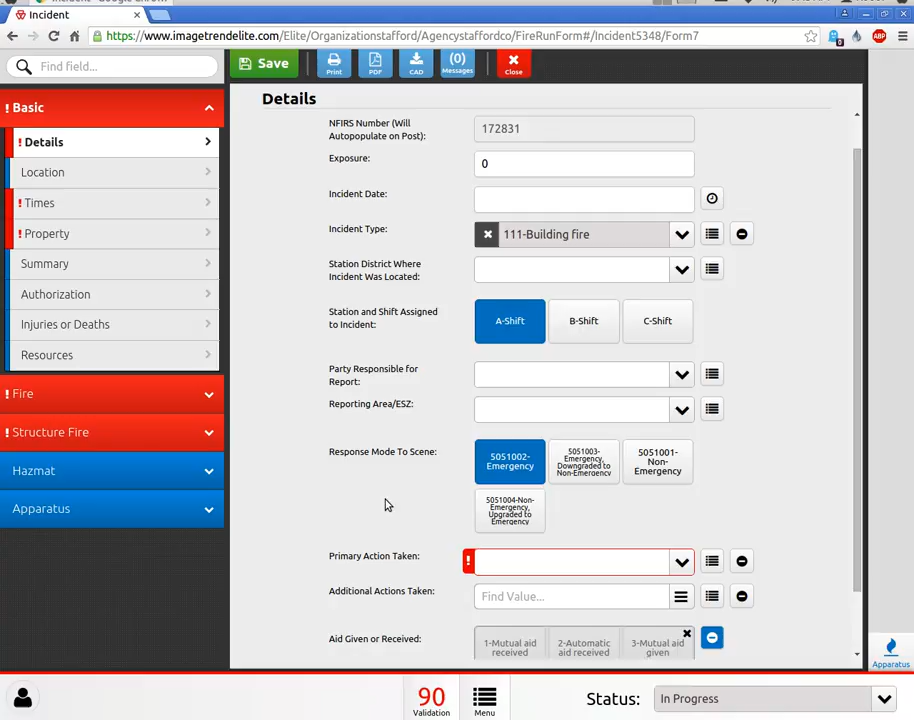 Incident - Google Chrome
Incident
https://www.imagetrendelite.com/Elite/Organizationstafford/Agencystaffordco/FireRunForm#/Incident5348/Form7
0
ABP
Find field...
Save
Print
PDF
CAD
(0)
Messages
Close
Basic
Details
Location
Times
Property
Summary
Authorization
Injuries or Deaths
Resources
Fire
Structure Fire
Hazmat
Apparatus
Details
NFIRS Number (Will
Autopopulate on Post):
172831
Exposure:
0
Incident Date:
Incident Type:
111-Building fire
Station District Where
Incident Was Located:
Station and Shift Assigned
to Incident:
A-Shift
B-Shift
C-Shift
Party Responsible for
Report:
Reporting Area/ESZ:
Response Mode To Scene:
5051002-
Emergency
5051003-
Emergency,
Downgraded to
Non-Emergency
5051001-
Non-
Emergency
5051004-Non-
Emergency,
Upgraded to
Emergency
Primary Action Taken:
Additional Actions Taken:
Find Value...
Aid Given or Received:
1-Mutual aid
received
2-Automatic
aid received
3-Mutual aid
given
Apparatus
90
Validation
Menu
Status:
In Progress